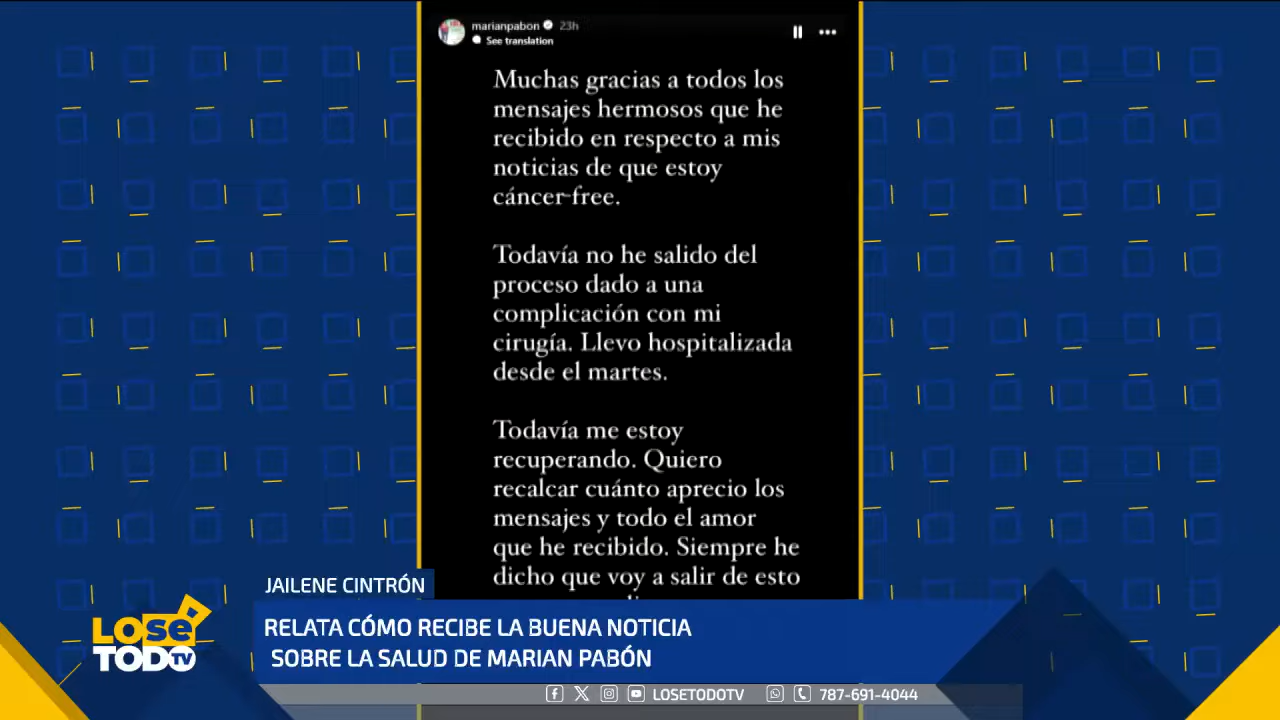 marianpabon 23h
See translation
Muchas gracias a todos los
mensajes hermosos que he
recibido en respecto a mis
noticias de que estoy
cáncer-free.
Todavía no he salido del
proceso dado a una
complicación con mi
cirugía. Llevo hospitalizada
desde el martes.
Todavía me estoy
recuperando. Quiero
recalcar cuánto aprecio los
mensajes y todo el amor
que he recibido. Siempre he
dicho que voy a salir de esto
JAILENE CINTRÓN
RELATA CÓMO RECIBE LA BUENA NOTICIA
SOBRE LA SALUD DE MARIAN PABÓN
LOSÉ
TODO TV
LOSETODOTV 787-691-4044